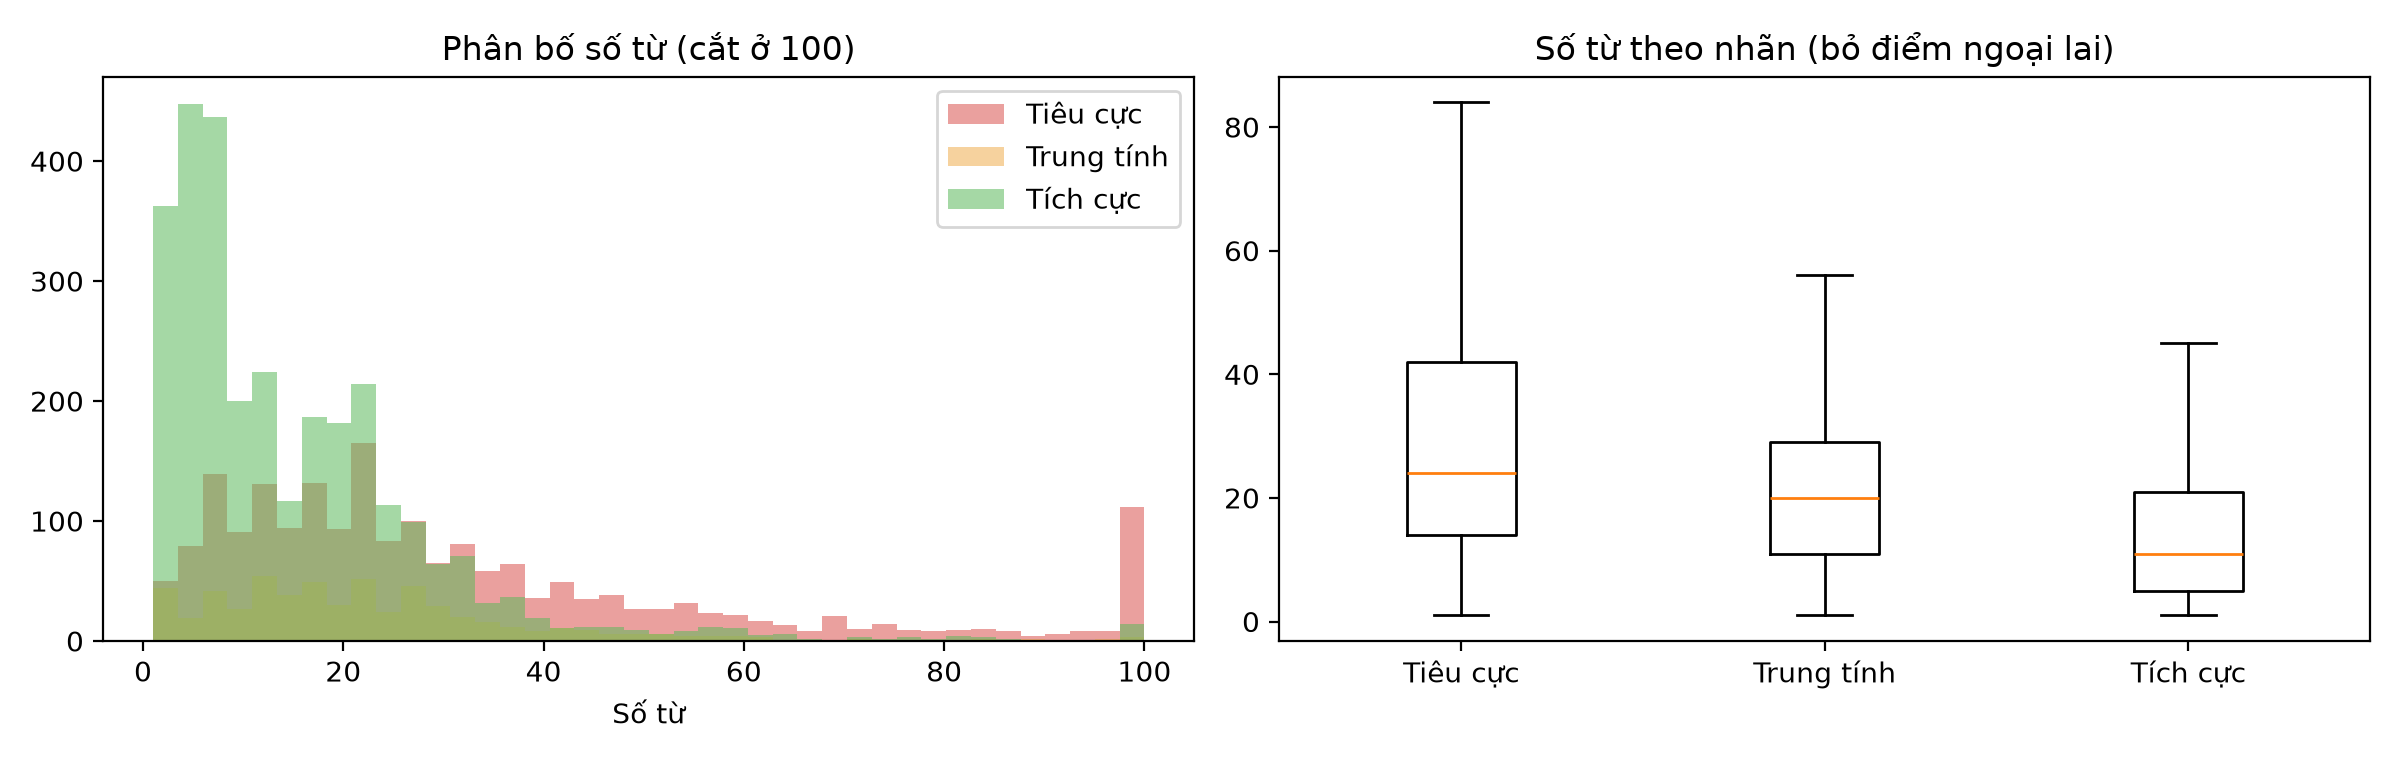 Phân bố số từ (cắt ở 100)
400
300
200
100
0
0 20 40 60 80 100
Số từ
Tiêu cực
Trung tính
Tích cực
Số từ theo nhãn (bỏ điểm ngoại lai)
80
60
40
20
0
Tiêu cực Trung tính Tích cực